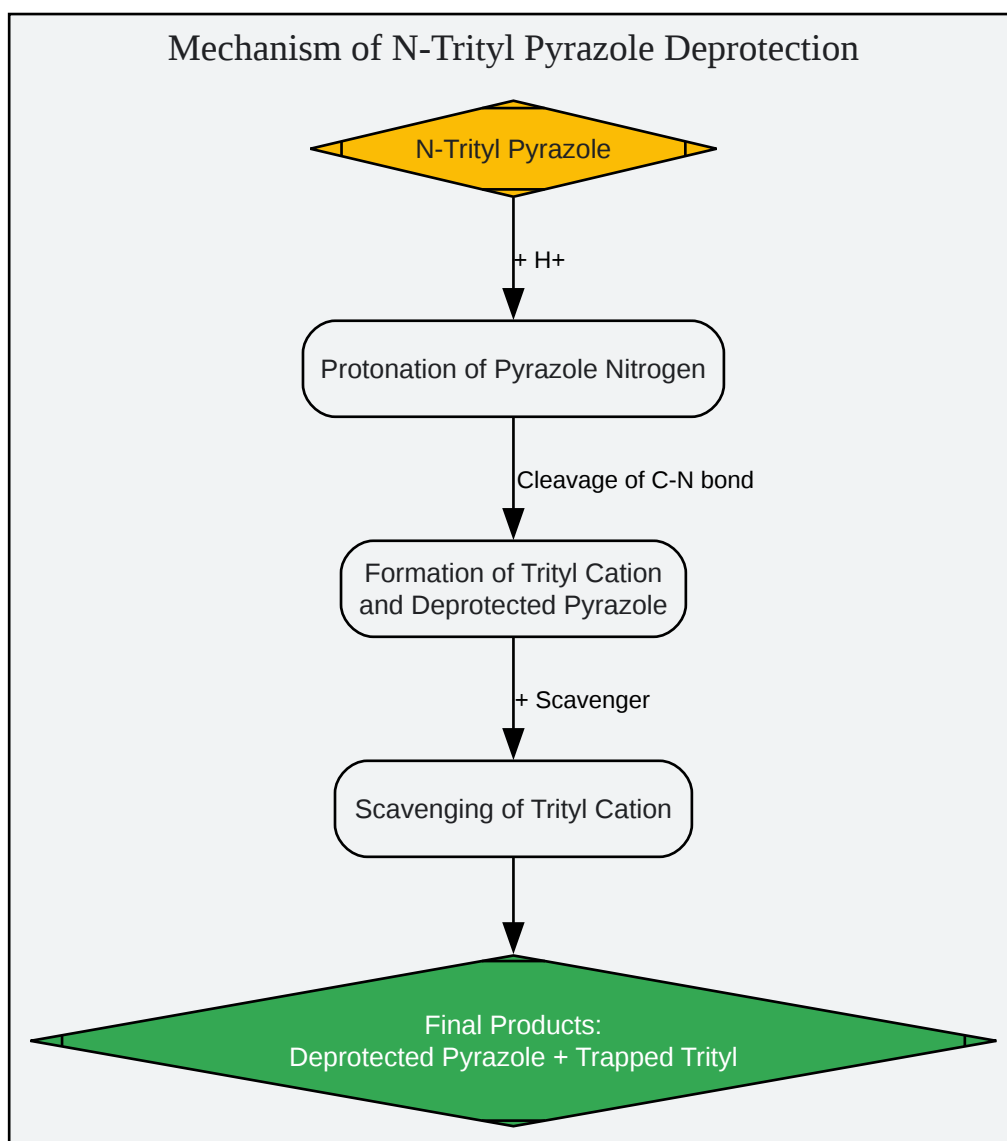 Mechanism of N-Trityl Pyrazole Deprotection
N-Trityl Pyrazole
+ H+
Protonation of Pyrazole Nitrogen
Cleavage of C-N bond
Formation of Trityl Cation
and Deprotected Pyrazole
+ Scavenger
Scavenging of Trityl Cation
Final Products:
Deprotected Pyrazole + Trapped Trityl